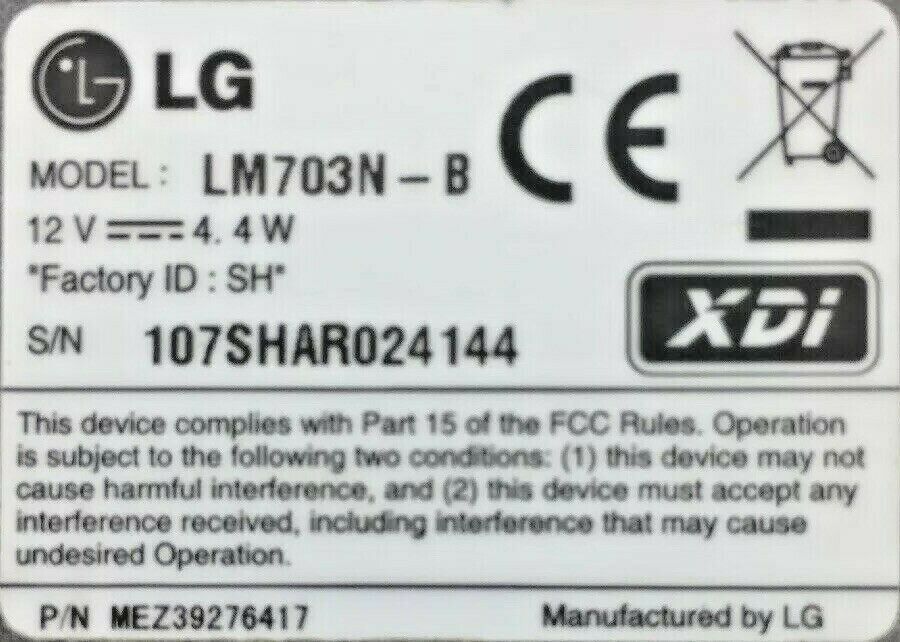 LG
MODEL : LM703N - B
12 V 4. 4 W
"Factory ID : SH"
S/N 107SHAR024144
XDi
This device complies with Part 15 of the FCC Rules. Operation
is subject to the following two conditions: (1) this device may not
cause harmful interference, and (2) this device must accept any
interference received, including interference that may cause
undesired Operation.
P/N MEZ39276417 Manufactured by LG